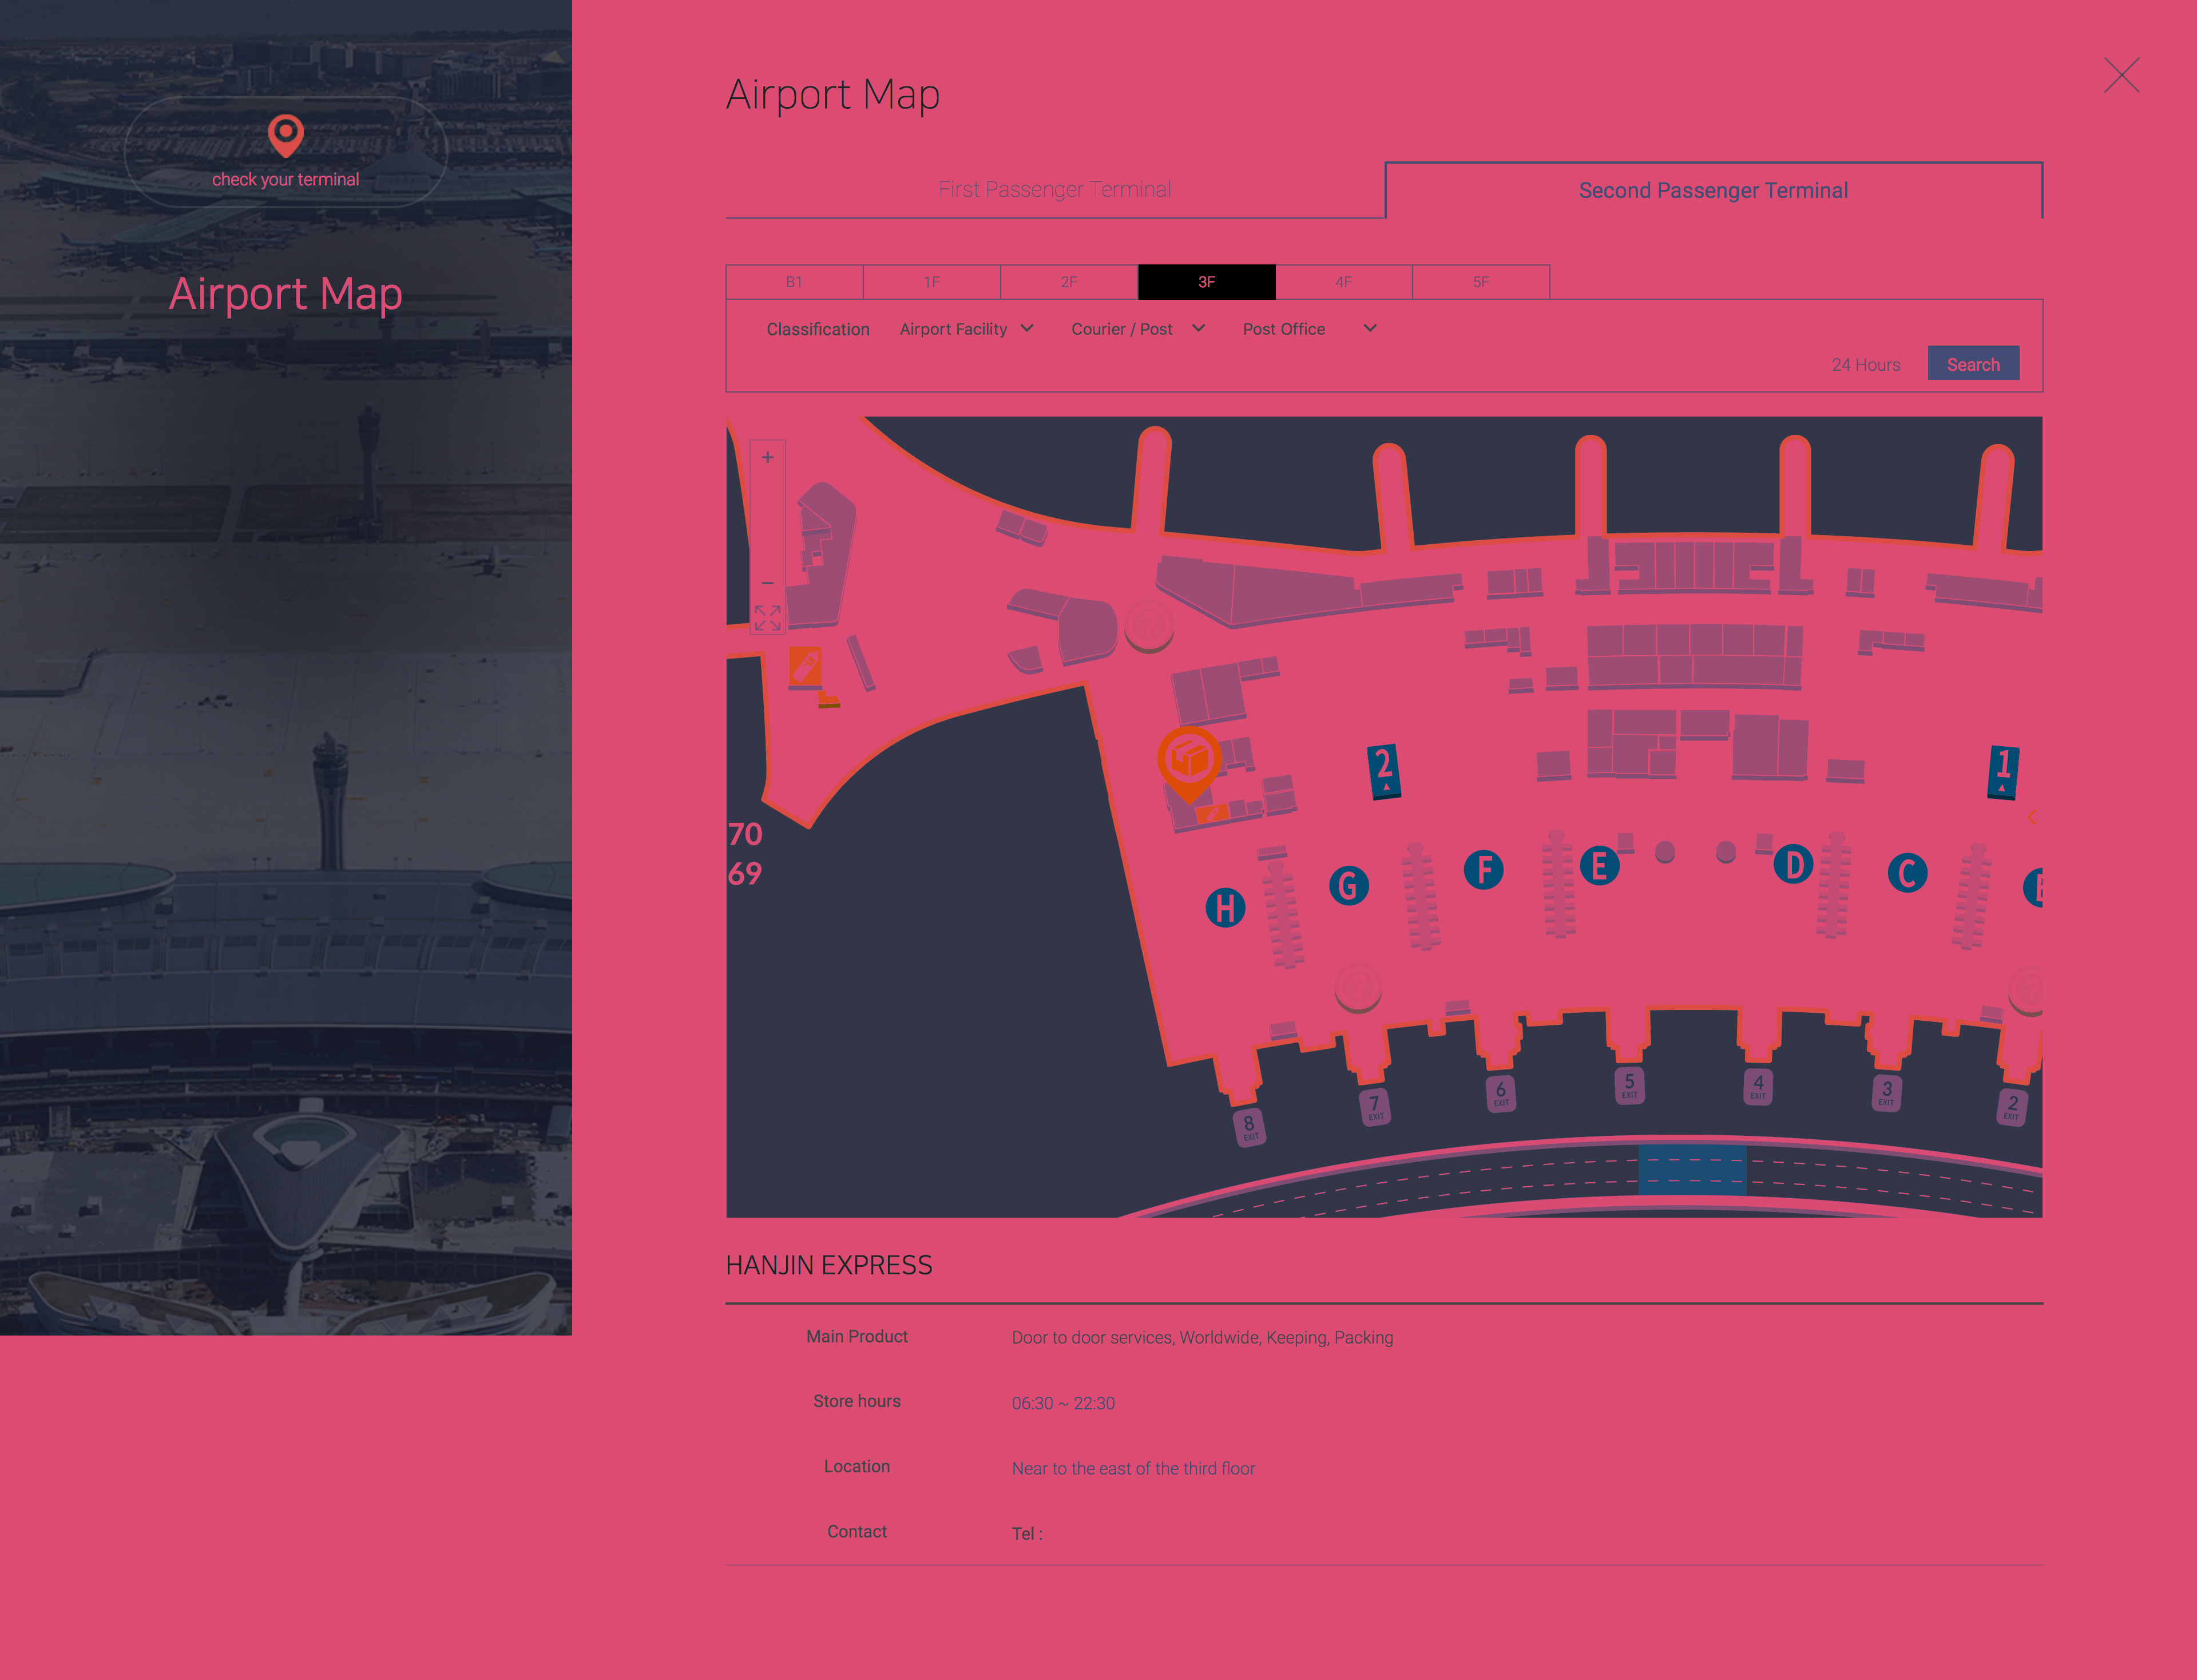 check your terminal
Airport Map
Airport Map
First Passenger Terminal
Second Passenger Terminal
B1
1F
2F
3F
4F
5F
Classification
Airport Facility
Courier / Post
Post Office
24 Hours
Search
+
−
?
2
1
70
69
H
G
F
E
D
C
?
?
8
EXIT
7
EXIT
6
EXIT
5
EXIT
4
EXIT
3
EXIT
2
EXIT
HANJIN EXPRESS
Main Product
Door to door services, Worldwide, Keeping, Packing
Store hours
06:30 ~ 22:30
Location
Near to the east of the third floor
Contact
Tel :